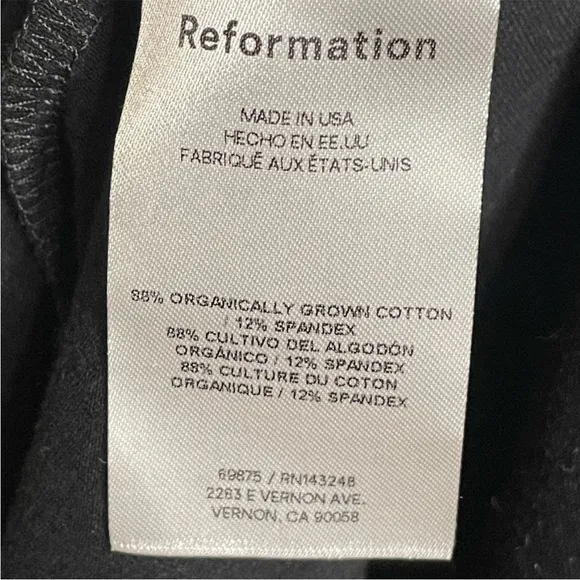 Reformation
MADE IN USA
HECHO EN EE.UU
FABRIQUÉ AUX ÉTATS-UNIS
88% ORGANICALLY GROWN COTTON
/ 12% SPANDEX
88% CULTIVO DEL ALGODÓN
ORGÁNICO / 12% SPANDEX
88% CULTURE DU COTON
ORGANIQUE / 12% SPANDEX
69875 / RN143248
2263 E VERNON AVE.
VERNON, CA 90058